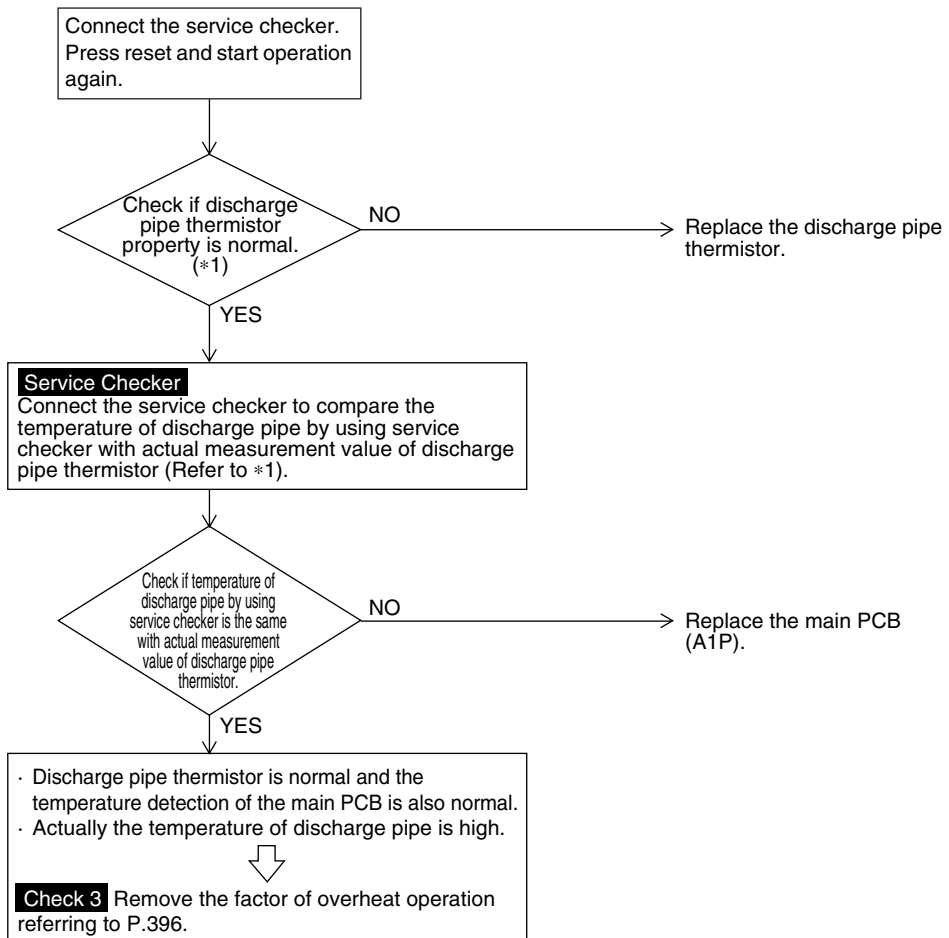 Connect the service checker.
Press reset and start operation
again.
Check if discharge
pipe thermistor
property is normal.
(*1)
NO
Replace the discharge pipe
thermistor.
YES
Service Checker
Connect the service checker to compare the
temperature of discharge pipe by using service
checker with actual measurement value of discharge
pipe thermistor (Refer to *1).
Check if temperature of
discharge pipe by using
service checker is the same
with actual measurement
value of discharge pipe
thermistor.
NO
Replace the main PCB
(A1P).
YES
· Discharge pipe thermistor is normal and the
temperature detection of the main PCB is also normal.
· Actually the temperature of discharge pipe is high.
Check 3 Remove the factor of overheat operation
referring to P.396.